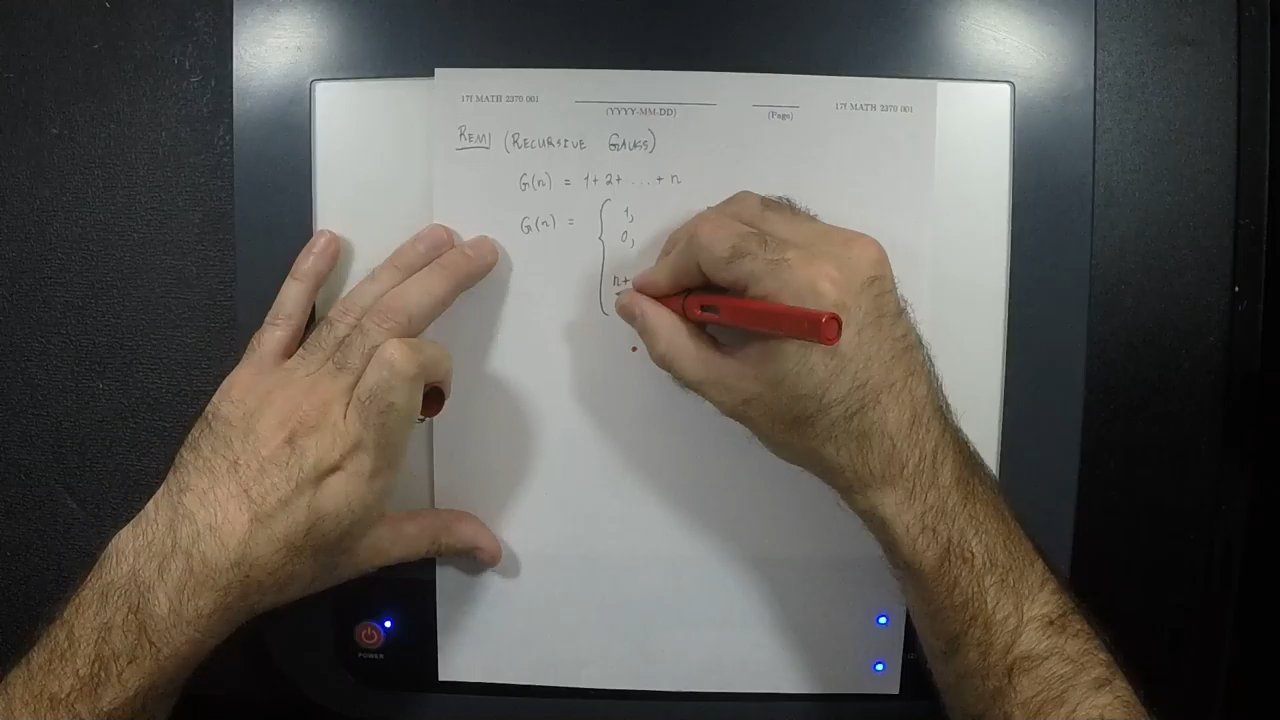 17f MATH 2370 001 (YYYY-MM-DD) (Page) 17f MATH 2370 001
REM (RECURSIVE GAUSS)
G(n) = 1+2+...+n
G(n) = { 1,
0,
n+
POWER